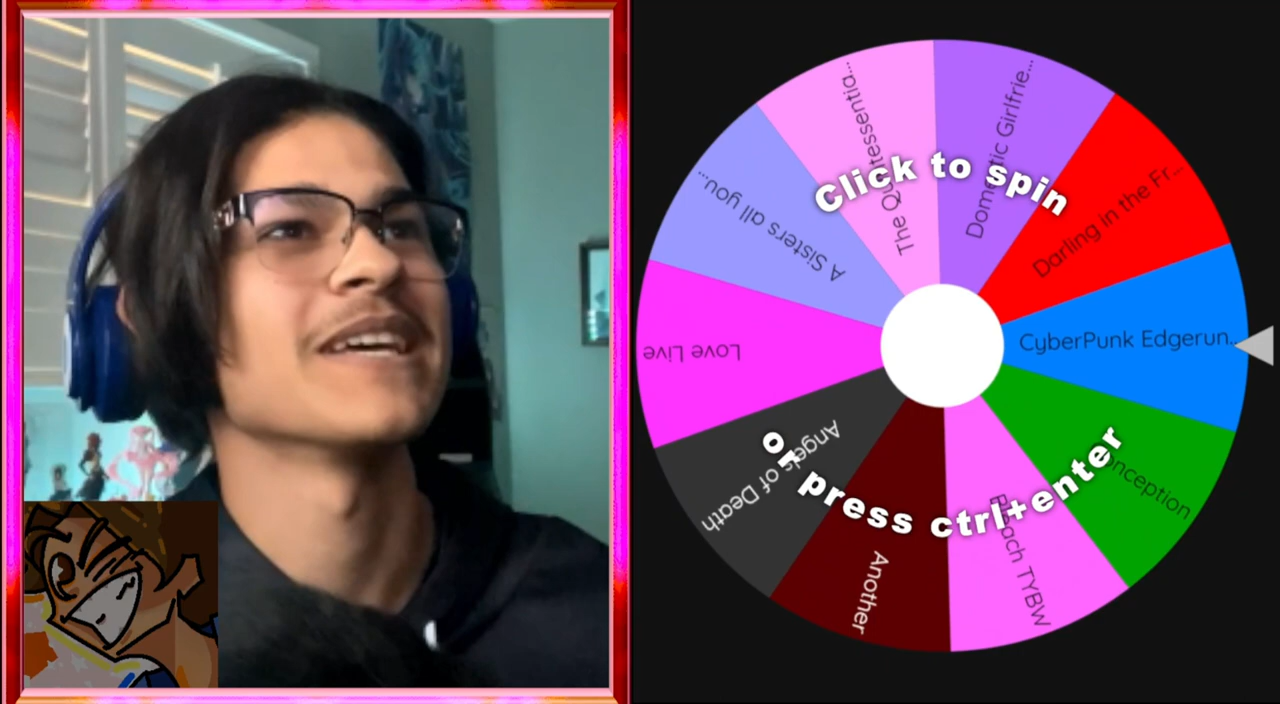 Click to spin
or press ctrl+enter
Domestic Girlfrie...
Darling in the Fr...
CyberPunk Edgerun...
onception
Bleach TYBW
Another
Angels of Death
Love Live
A Sisters all you...
The Quintessentia...